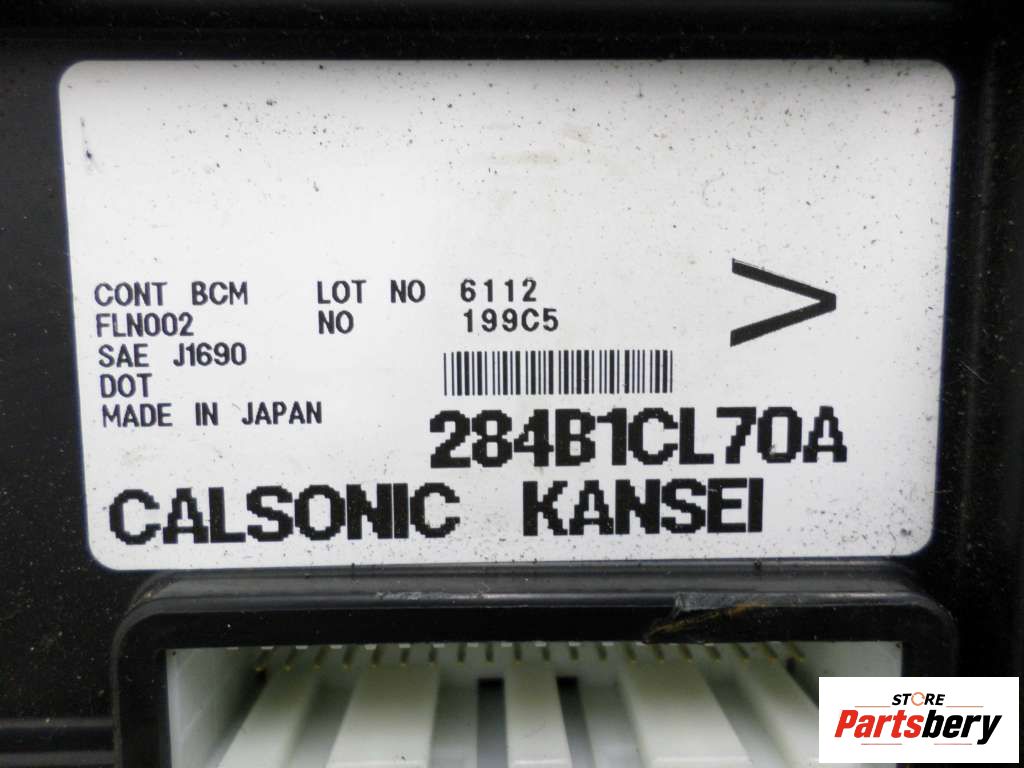 CONT BCM LOT NO 6112
FLN002 NO 199C5
SAE J1690
DOT
MADE IN JAPAN
>
284B1CL70A
CALSONIC KANSEI
STORE
Partsbery